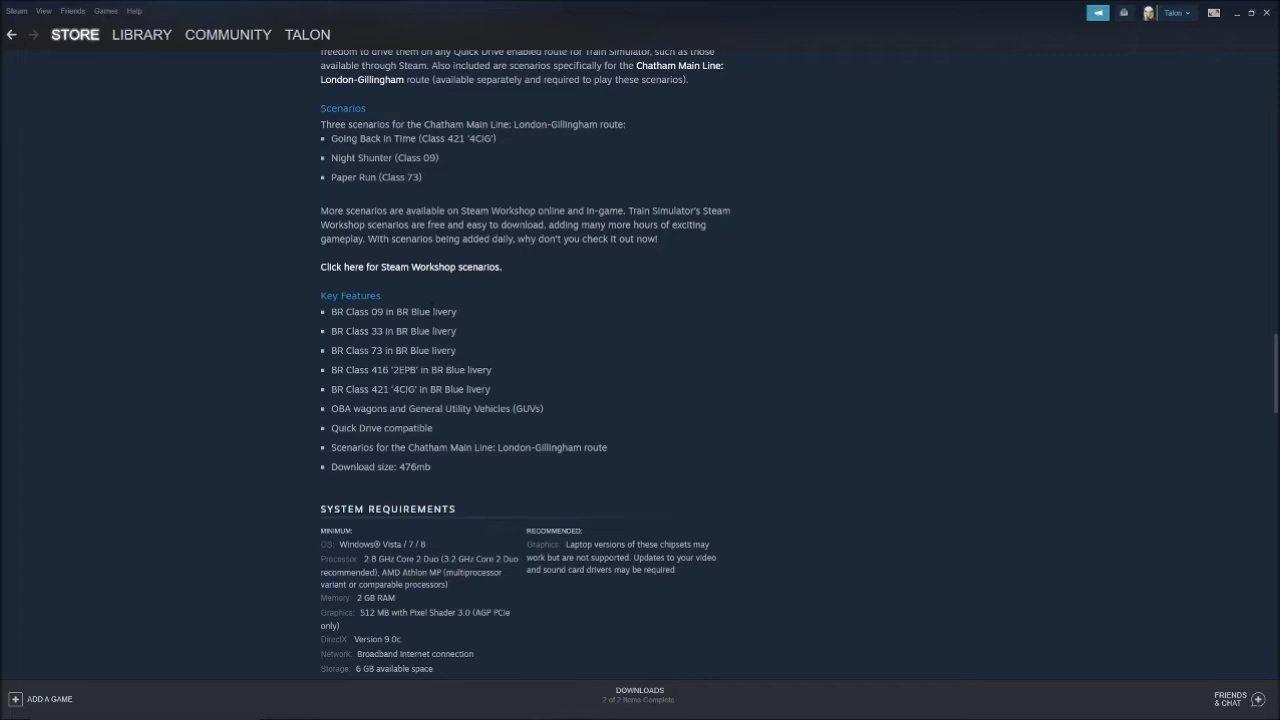 Steam View Friends Games Help
Talon
STORE LIBRARY COMMUNITY TALON
freedom to drive them on any Quick Drive enabled route for Train Simulator, such as those
available through Steam. Also included are scenarios specifically for the Chatham Main Line:
London-Gillingham route (available separately and required to play these scenarios).
Scenarios
Three scenarios for the Chatham Main Line: London-Gillingham route:
Going Back in Time (Class 421 '4CIG')
Night Shunter (Class 09)
Paper Run (Class 73)
More scenarios are available on Steam Workshop online and in-game. Train Simulator's Steam
Workshop scenarios are free and easy to download, adding many more hours of exciting
gameplay. With scenarios being added daily, why don't you check it out now!
Click here for Steam Workshop scenarios.
Key Features
BR Class 09 in BR Blue livery
BR Class 33 in BR Blue livery
BR Class 73 in BR Blue livery
BR Class 416 '2EPB' in BR Blue livery
BR Class 421 '4CIG' in BR Blue livery
OBA wagons and General Utility Vehicles (GUVs)
Quick Drive compatible
Scenarios for the Chatham Main Line: London-Gillingham route
Download size: 476mb
SYSTEM REQUIREMENTS
MINIMUM:
OS: Windows® Vista / 7 / 8
Processor: 2.8 GHz Core 2 Duo (3.2 GHz Core 2 Duo
recommended), AMD Athlon MP (multiprocessor
variant or comparable processors)
Memory: 2 GB RAM
Graphics: 512 MB with Pixel Shader 3.0 (AGP PCIe
only)
DirectX: Version 9.0c
Network: Broadband Internet connection
Storage: 6 GB available space
RECOMMENDED:
Graphics: Laptop versions of these chipsets may
work but are not supported. Updates to your video
and sound card drivers may be required
ADD A GAME
DOWNLOADS
2 of 2 Items Complete
FRIENDS
& CHAT